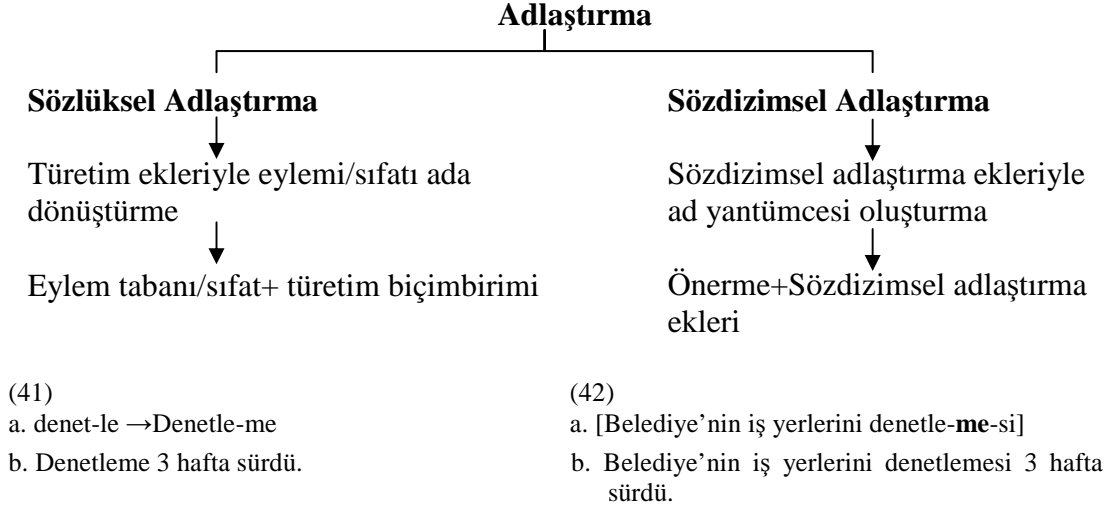 Adlaştırma
Sözlüksel Adlaştırma
Türetim ekleriyle eylemi/sıfatı ada
dönüştürme
Eylem tabanı/sıfat+ türetim biçimbirimi
Sözdizimsel Adlaştırma
Sözdizimsel adlaştırma ekleriyle
ad yantümcesi oluşturma
Önerme+Sözdizimsel adlaştırma
ekleri
(41)
a. denet-le →Denetle-me
b. Denetleme 3 hafta sürdü.
(42)
a. [Belediye’nin iş yerlerini denetle-me-si]
b. Belediye’nin iş yerlerini denetlemesi 3 hafta
sürdü.